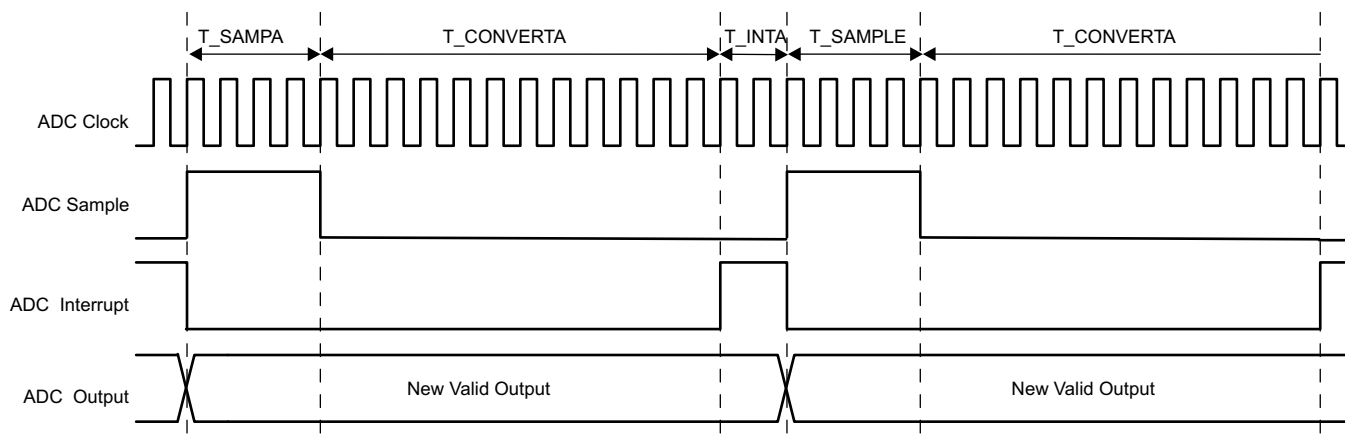 T_SAMPA T_CONVERTA T_INTA T_SAMPLE T_CONVERTA
ADC Clock
ADC Sample
ADC Interrupt
ADC Output New Valid Output New Valid Output